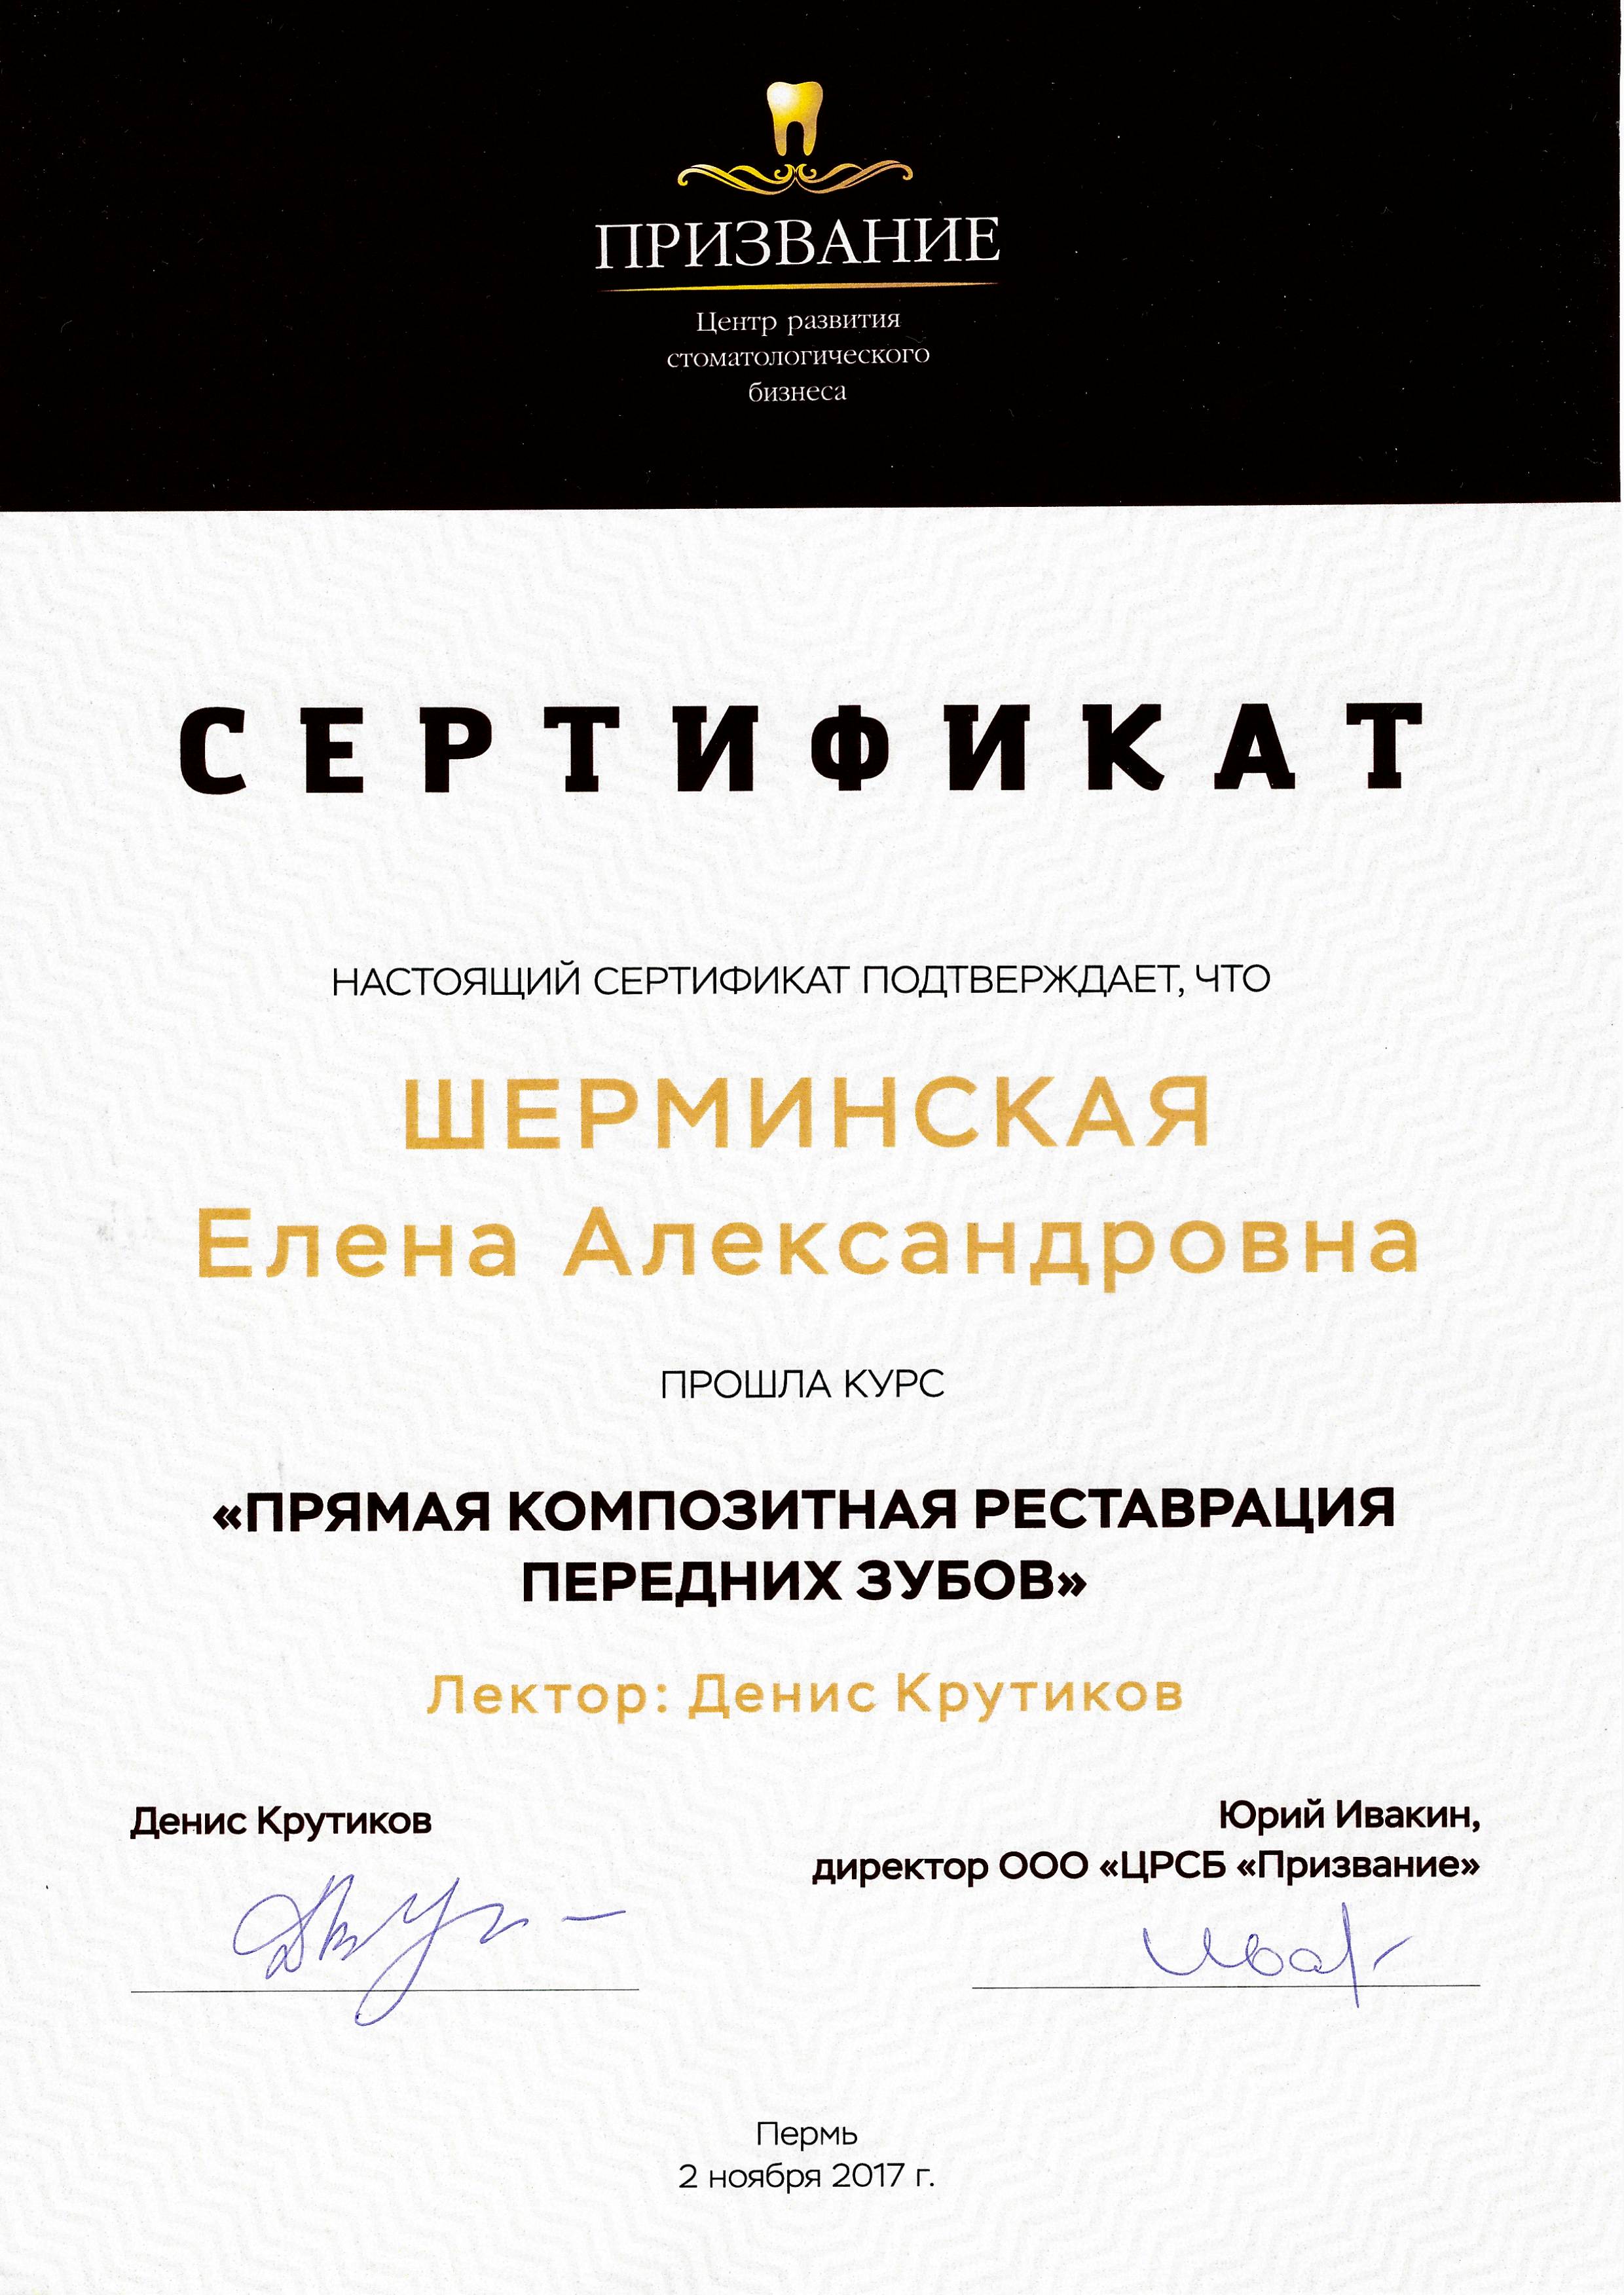 ПРИЗВАНИЕ
Центр развития
стоматологического
бизнеса
СЕРТИФИКАТ
НАСТОЯЩИЙ СЕРТИФИКАТ ПОДТВЕРЖДАЕТ, ЧТО
ШЕРМИНСКАЯ
Елена Александровна
ПРОШЛА КУРС
«ПРЯМАЯ КОМПОЗИТНАЯ РЕСТАВРАЦИЯ
ПЕРЕДНИХ ЗУБОВ»
Лектор: Денис Крутиков
Денис Крутиков
Юрий Ивакин,
директор ООО «ЦРСБ «Призвание»
Пермь
2 ноября 2017 г.